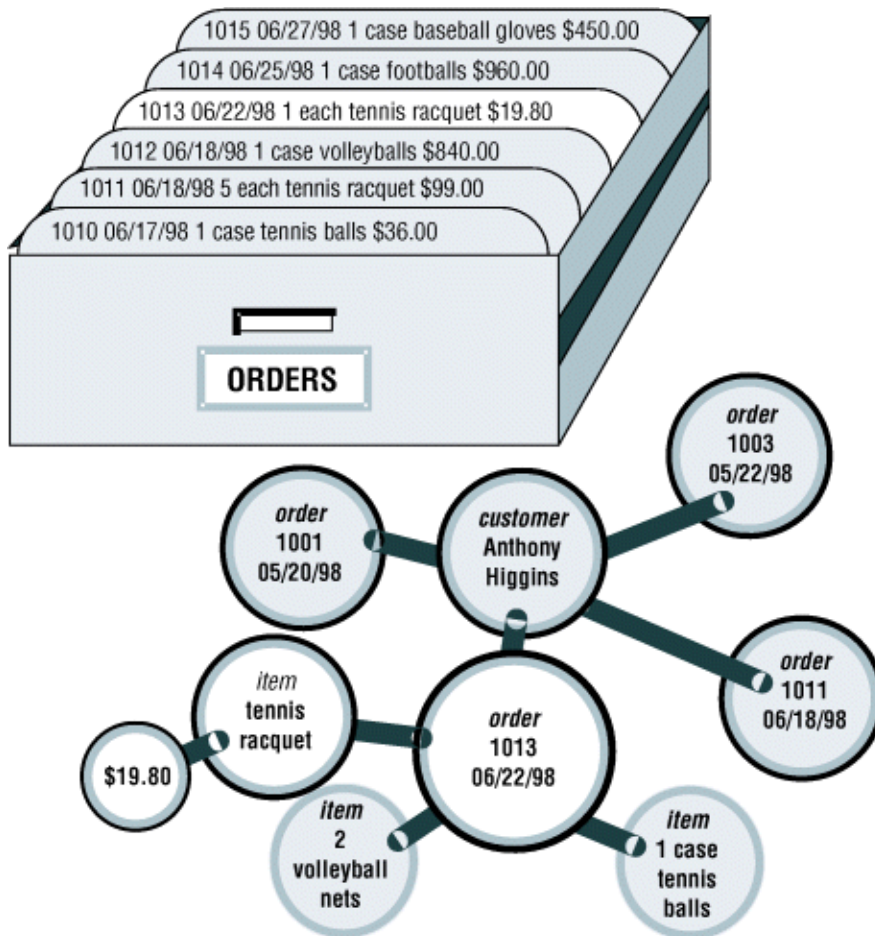 1015 06/27/98 1 case baseball gloves $450.00
1014 06/25/98 1 case footballs $960.00
1013 06/22/98 1 each tennis racquet $19.80
1012 06/18/98 1 case volleyballs $840.00
1011 06/18/98 5 each tennis racquet $99.00
1010 06/17/98 1 case tennis balls $36.00
ORDERS
order
1003
05/22/98
order
1001
05/20/98
customer
Anthony
Higgins
order
1011
06/18/98
item
tennis
racquet
order
1013
06/22/98
$19.80
item
2
volleyball
nets
item
1 case
tennis
balls